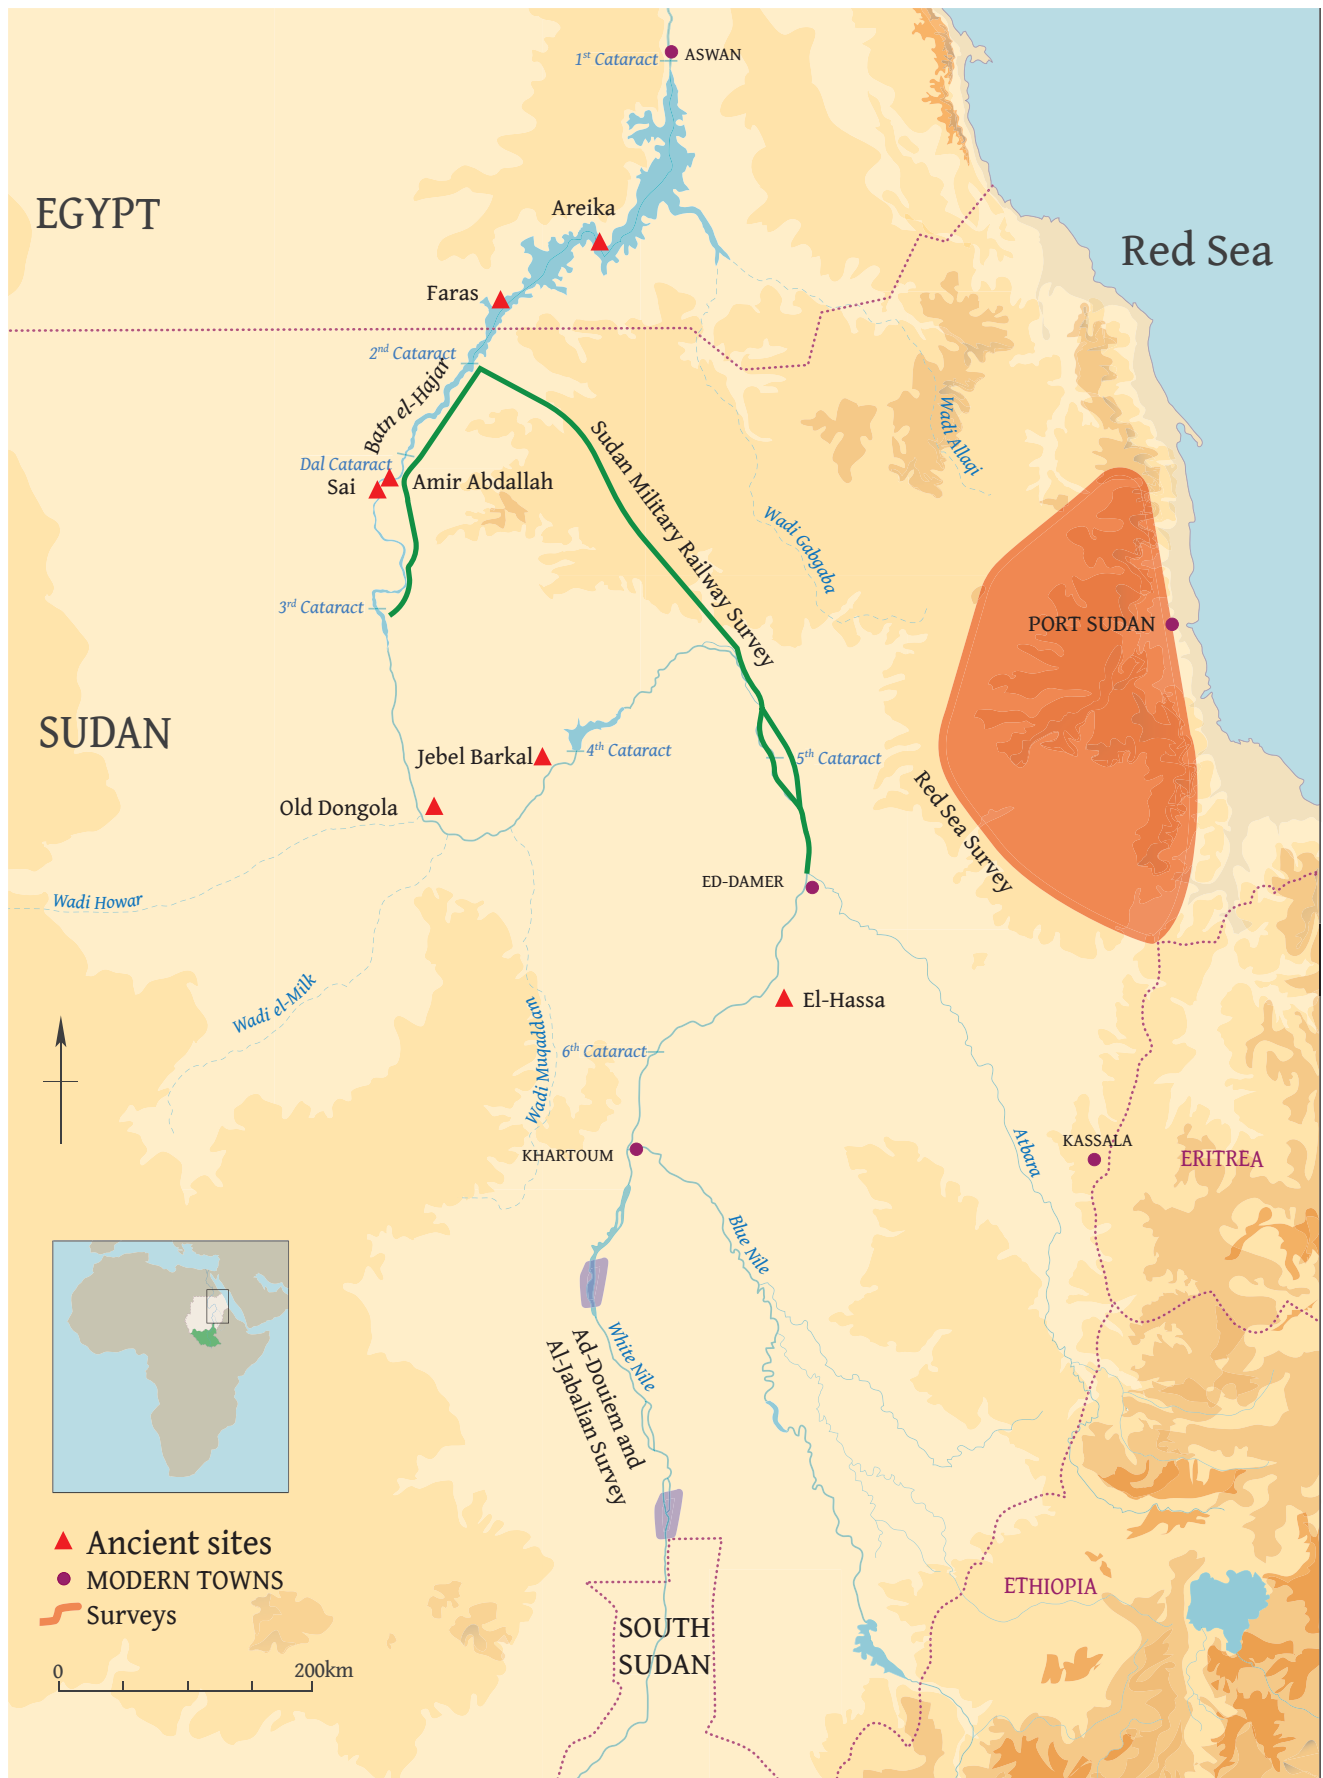 1st Cataract
ASWAN
EGYPT
Areika
Red Sea
Faras
2nd Cataract
Batn el-Hajar
Wadi Allaqi
Sudan Military Railway Survey
Dal Cataract
Sai
Amir Abdallah
Wadi Gabgaba
3rd Cataract
PORT SUDAN
SUDAN
Jebel Barkal
4th Cataract
5th Cataract
Red Sea Survey
Old Dongola
ED-DAMER
Wadi Howar
Wadi el-Milk
El-Hassa
Wadi Muqaddam
6th Cataract
Atbara
KASSALA
KHARTOUM
ERITREA
Blue Nile
White Nile
Ad-Douiem and
Al-Jabalian Survey
Ancient sites
MODERN TOWNS
Surveys
ETHIOPIA
SOUTH
SUDAN
0
200km